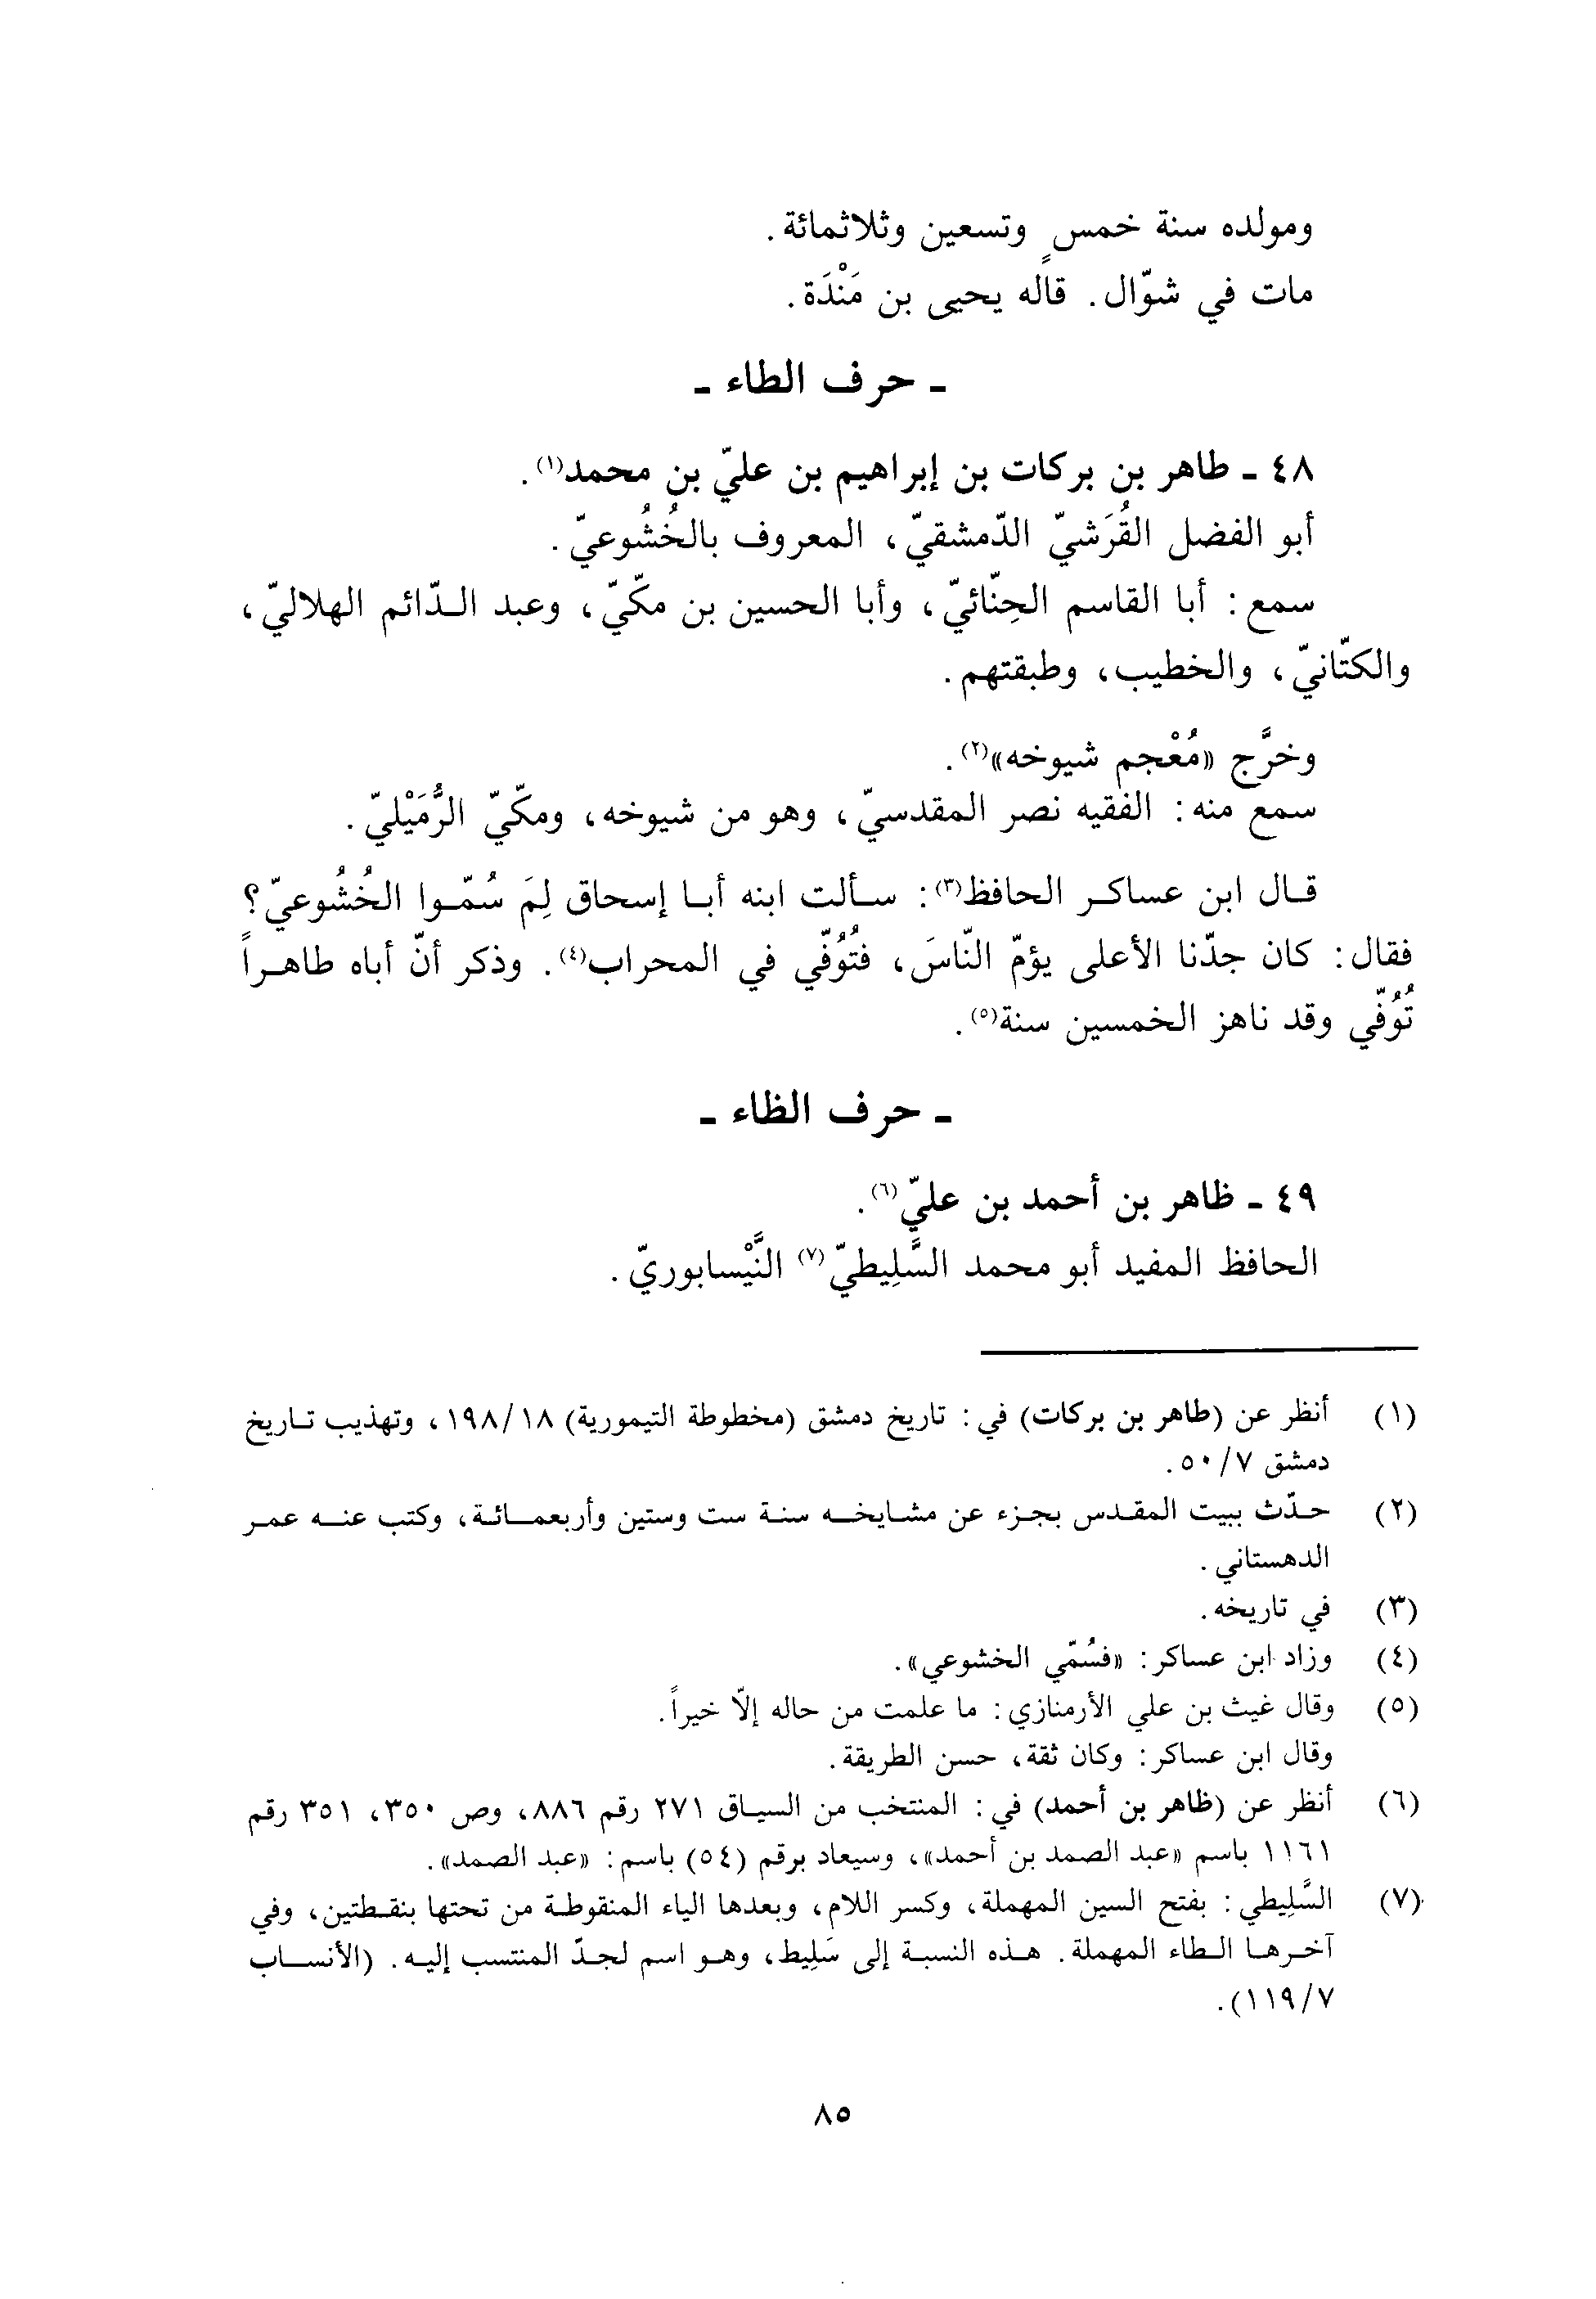 ومولده سنة خمسٍ وتسعين وثلاثمائة.
مات في شوّال. قاله يحيى بن مَنْدَة.
ـ حرف الطاء ـ
٤٨ ـ طاهر بن بركات بن إبراهيم بن عليّ بن محمد(١).
أبو الفضل القُرَشيّ الدّمشقيّ، المعروف بالخُشُوعيّ.
سمع: أبا القاسم الحِنّائيّ، وأبا الحسين بن مكّيّ، وعبد الدّائم الهلاليّ،
والكتّانيّ، والخطيب، وطبقتهم.
وخرَّج «مُعْجم شيوخه»(٢).
سمع منه: الفقيه نصر المقدسيّ، وهو من شيوخه، ومكّيّ الرُّمَيْليّ.
قال ابن عساكر الحافظ(٣): سألت ابنه أبا إسحاق لِمَ سُمّوا الخُشُوعيّ؟
فقال: كان جدّنا الأعلى يؤمّ النّاسَ، فتُوُفّي في المحراب(٤). وذكر أنّ أباه طاهراً
تُوُفّي وقد ناهز الخمسين سنة(٥).
ـ حرف الظاء ـ
٤٩ ـ ظاهر بن أحمد بن عليّ(٦).
الحافظ المفيد أبو محمد السَّلِيطيّ(٧) النَّيْسابوريّ.
(١) أنظر عن (طاهر بن بركات) في: تاريخ دمشق (مخطوطة التيمورية) ١٩٨/١٨، وتهذيب تاريخ
دمشق ٥٠/٧.
(٢) حدّث ببيت المقدس بجزء عن مشايخه سنة ست وستين وأربعمائة، وكتب عنه عمر
الدهستاني.
(٣) في تاريخه.
(٤) وزاد ابن عساكر: «فسُمّي الخشوعي».
(٥) وقال غيث بن علي الأرمنازي: ما علمت من حاله إلّا خيراً.
وقال ابن عساكر: وكان ثقة، حسن الطريقة.
(٦) أنظر عن (ظاهر بن أحمد) في: المنتخب من السياق ٢٧١ رقم ٨٨٦، وص ٣٥٠، ٣٥١ رقم
١١٦١ باسم «عبد الصمد بن أحمد»، وسيعاد برقم (٥٤) باسم: «عبد الصمد».
(٧) السَّلِيطي: بفتح السين المهملة، وكسر اللام، وبعدها الياء المنقوطة من تحتها بنقطتين، وفي
آخرها الطاء المهملة. هذه النسبة إلى سَلِيط، وهو اسم لجدّ المنتسب إليه. (الأنساب
١١٩/٧).
٨٥